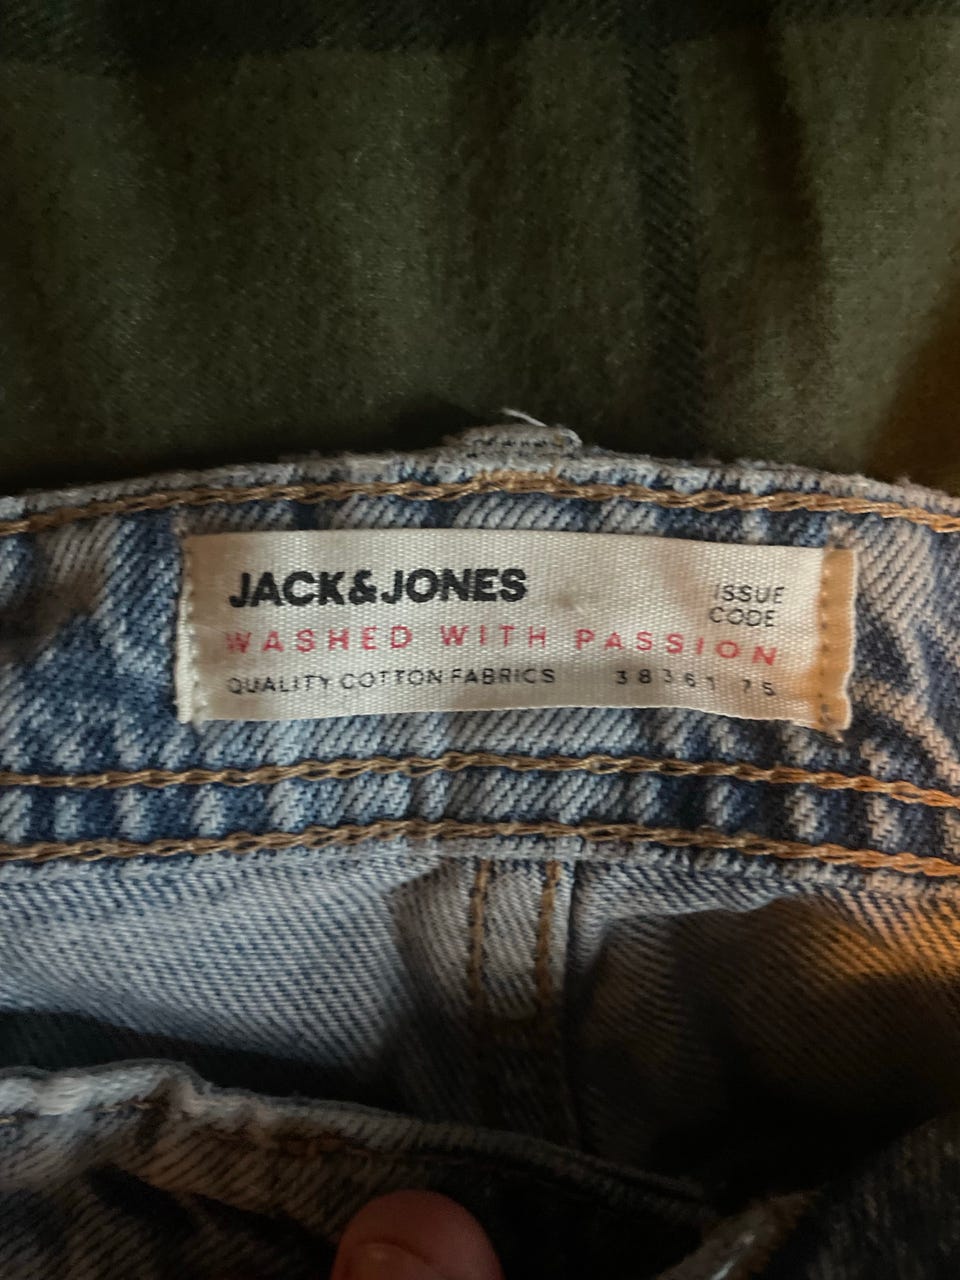 JACK&JONES
ISSUE
CODE
WASHED WITH PASSION
QUALITY COTTON FABRICS 38361 75